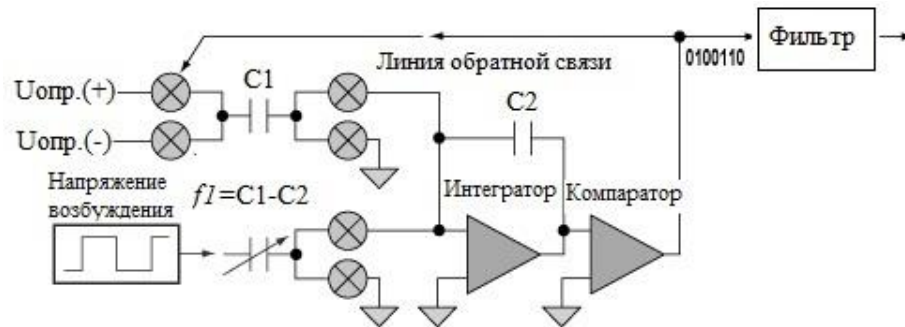 Фильтр
0100110
Линия обратной связи
Uопр.(+)
C1
C2
Uопр.(-)
Напряжение
возбуждения
f1=C1-C2
Интегратор
Компаратор